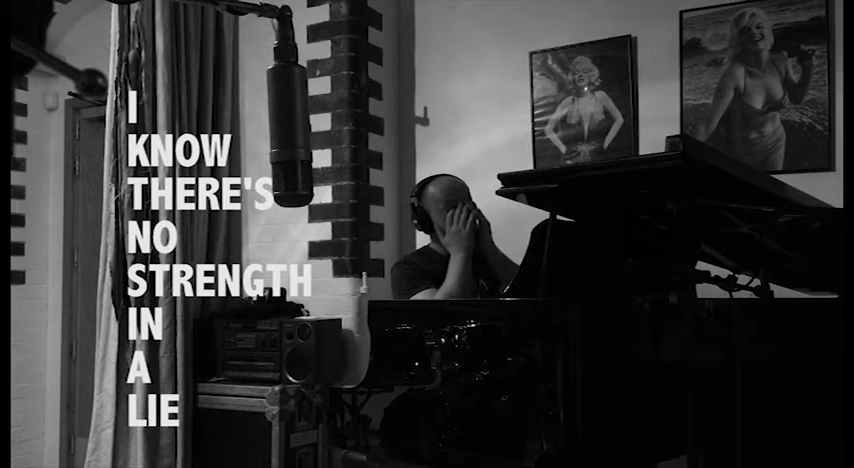 I
KNOW
THERE'S
NO
STRENGTH
IN
A
LIE